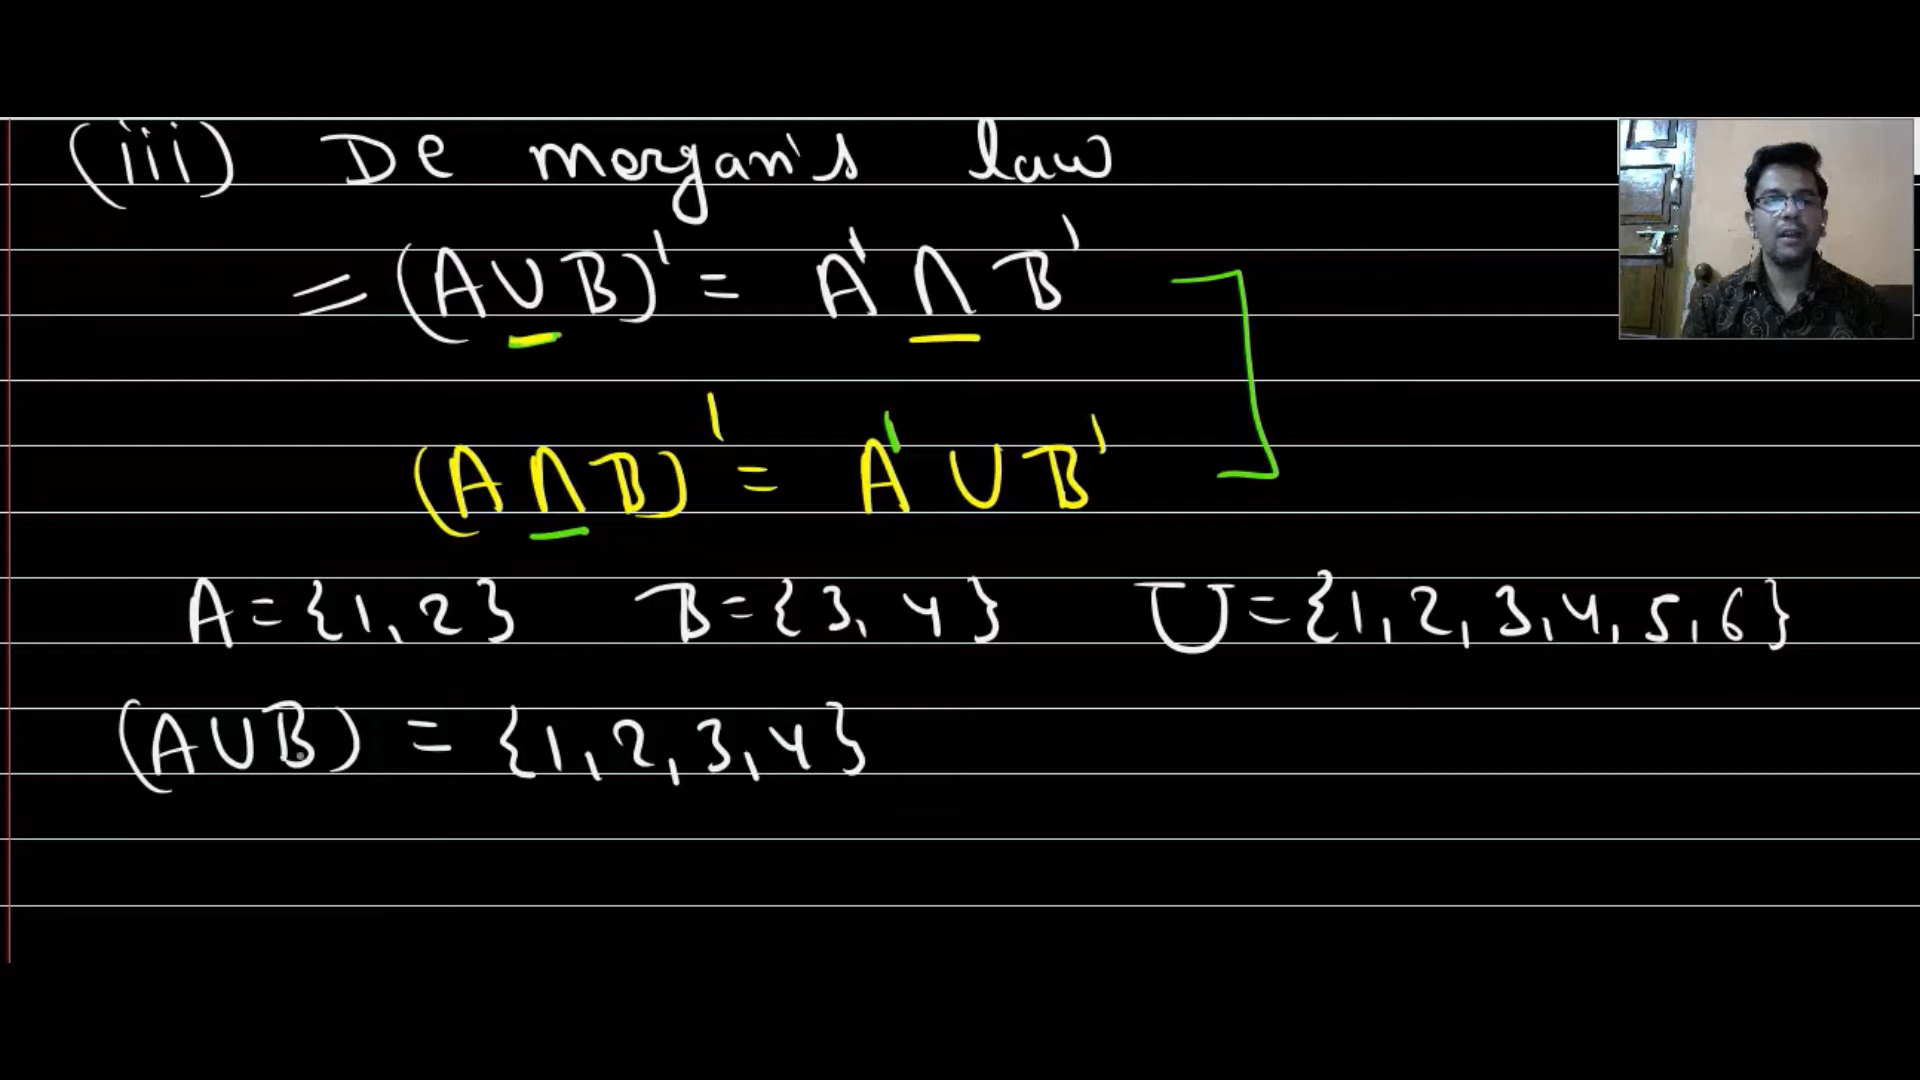 (iii) De morgan's law
= (A∪B)' = A' ∩ B'
(A∩B)' = A' ∪ B'
A = {1, 2} B = {3, 4} U = {1, 2, 3, 4, 5, 6}
(A∪B) = {1, 2, 3, 4}